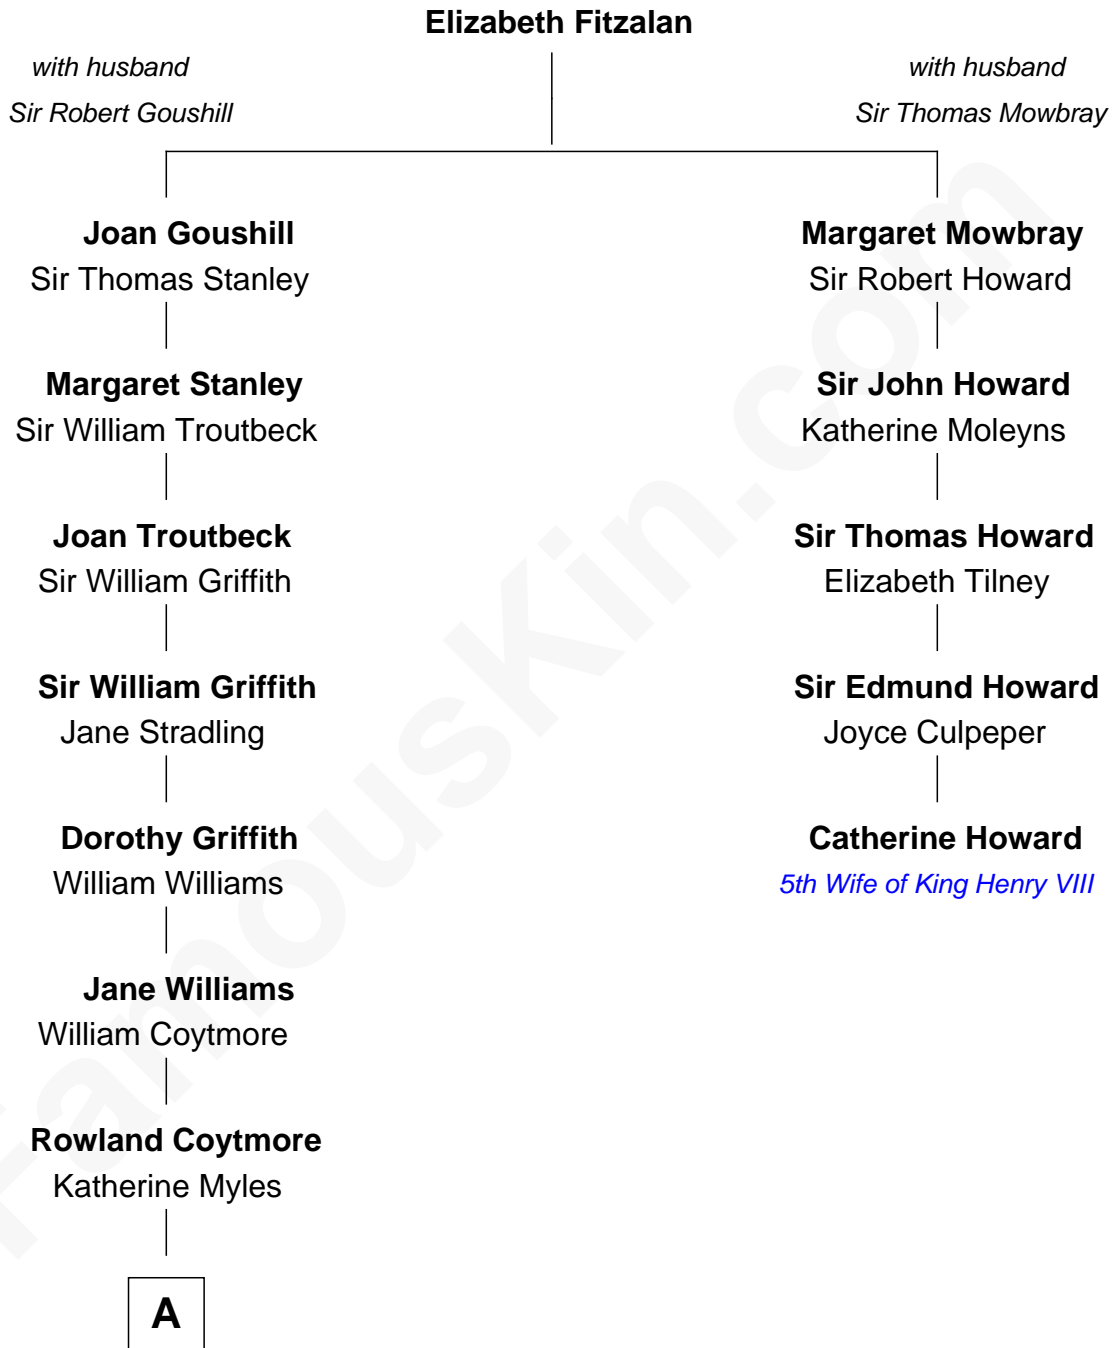 Elizabeth Fitzalan
with husband
Sir Robert Goushill
with husband
Sir Thomas Mowbray
Joan Goushill
Sir Thomas Stanley
Margaret Stanley
Sir William Troutbeck
Joan Troutbeck
Sir William Griffith
Sir William Griffith
Jane Stradling
Dorothy Griffith
William Williams
Jane Williams
William Coytmore
Rowland Coytmore
Katherine Myles
A
Margaret Mowbray
Sir Robert Howard
Sir John Howard
Katherine Moleyns
Sir Thomas Howard
Elizabeth Tilney
Sir Edmund Howard
Joyce Culpeper
Catherine Howard
5th Wife of King Henry VIII
FamousKin.com